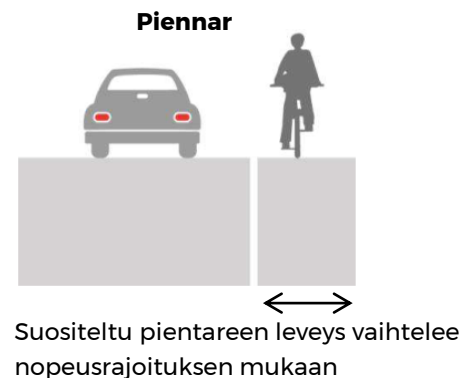 Piennar
Suositeltu pientareen leveys vaihtelee
nopeusrajoituksen mukaan